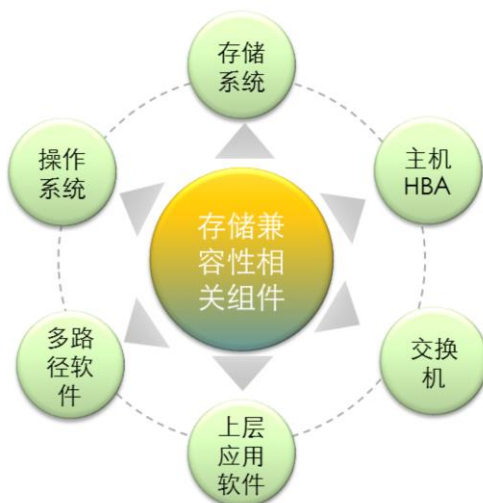 存储
系统
主机
HBA
交换
机
上层
应用
软件
多路
径软
件
操作
系统
存储兼
容性相
关组件